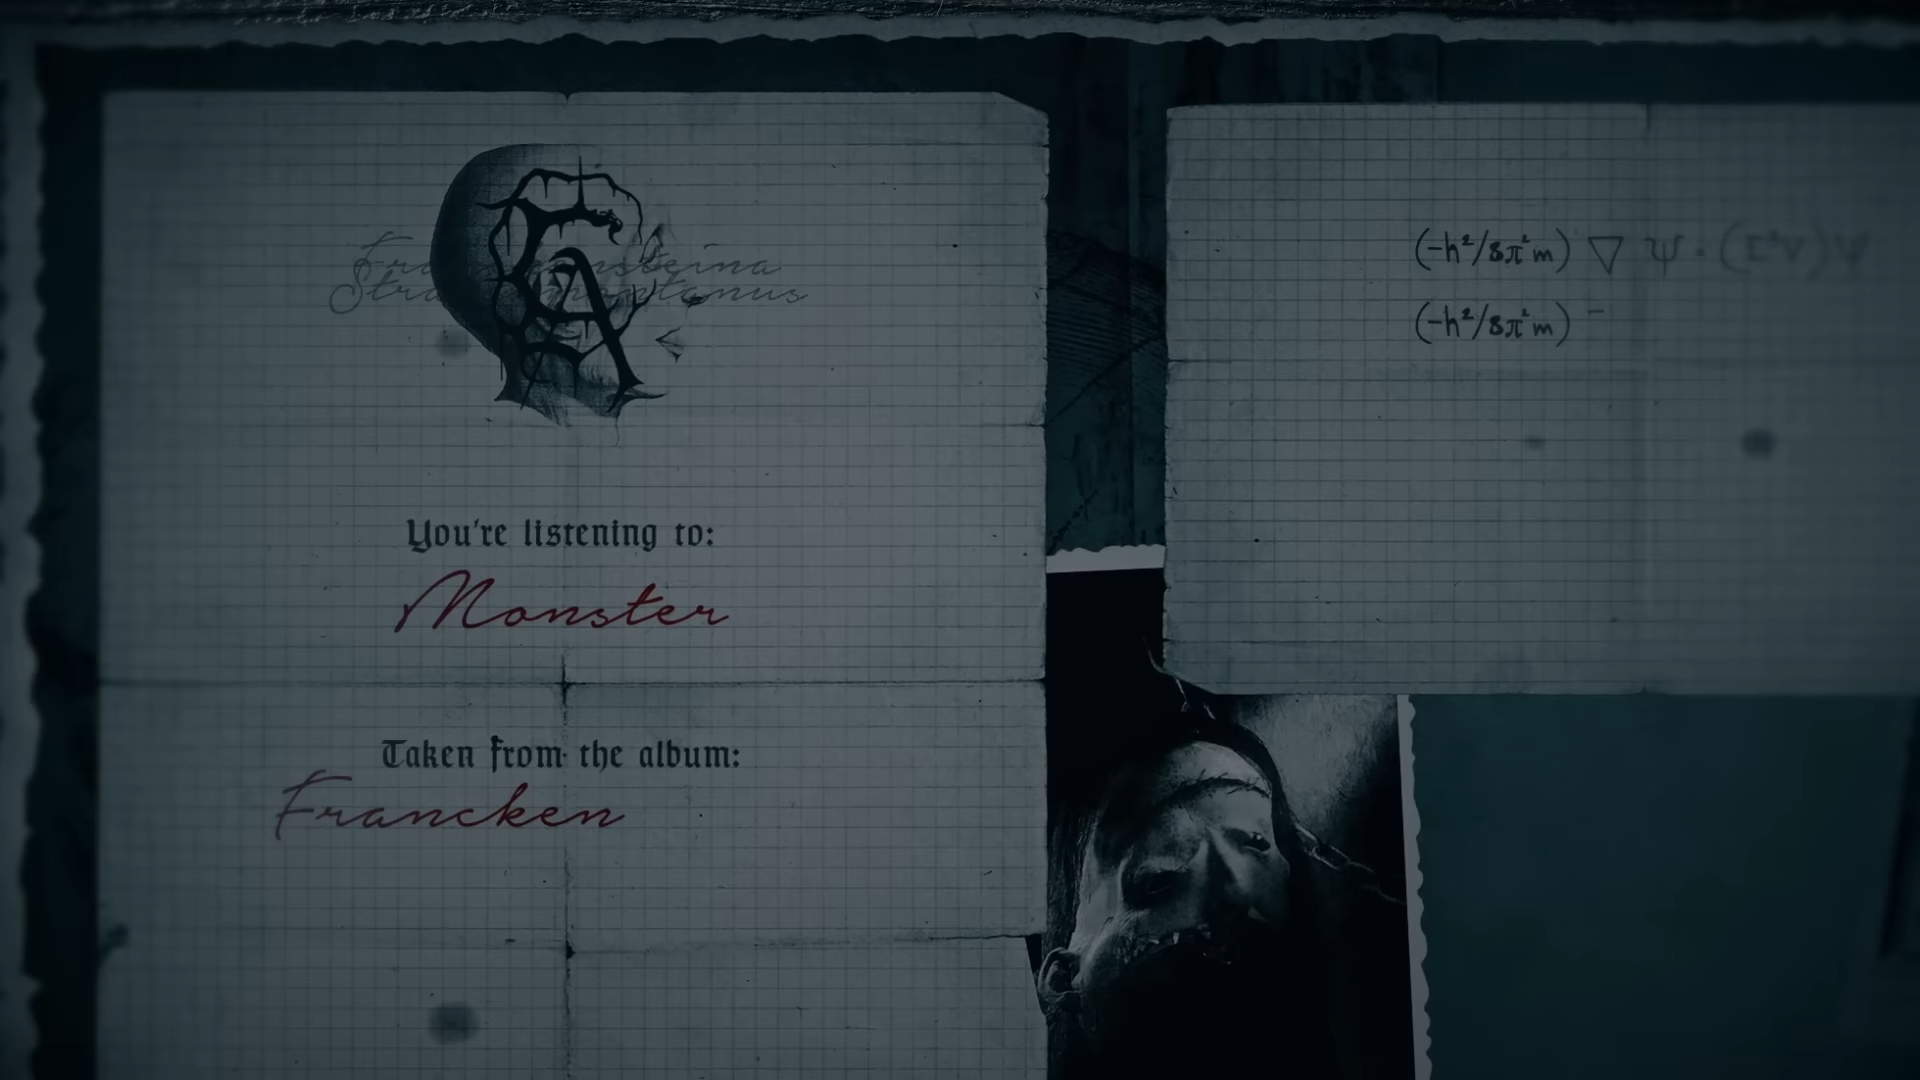 You're listening to:
Monster
Taken from the album:
Francken
(-h²/8π²m) ▽ Ψ
(-h²/8π²m) -